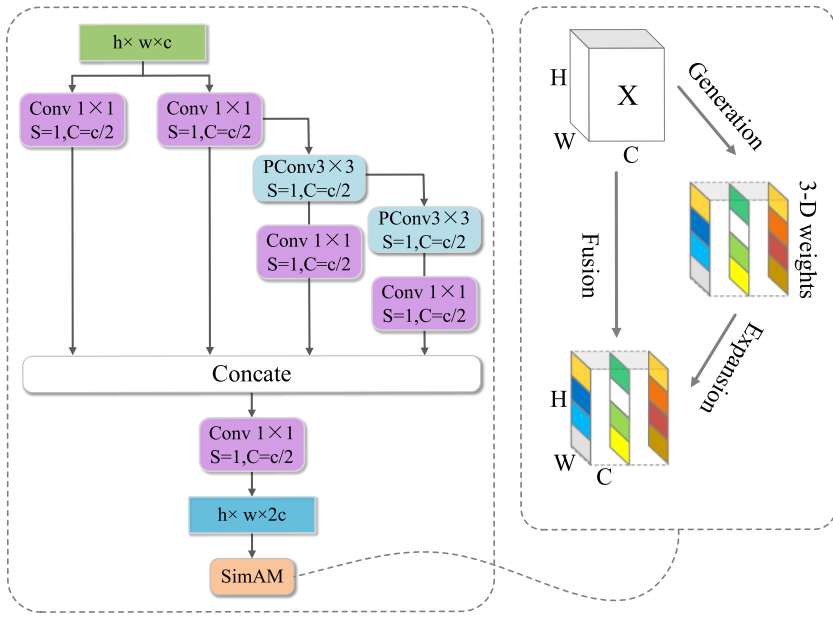 h× w×c
Conv 1×1
S=1,C=c/2
Conv 1×1
S=1,C=c/2
PConv3×3
S=1,C=c/2
PConv3×3
S=1,C=c/2
Conv 1×1
S=1,C=c/2
Conv 1×1
S=1,C=c/2
Concate
Conv 1×1
S=1,C=c/2
h× w×2c
SimAM
H
X
W
C
Generation
3-D weights
Fusion
Expansion
H
W
C